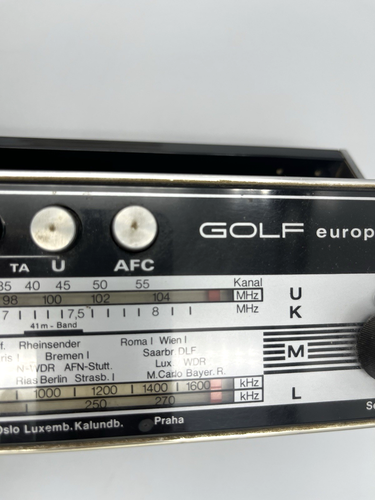 GOLF europ
TA U AFC
35 40 45 50 55 Kanal
98 100 102 104 MHz U
7 7,5 8 MHz K
41m - Band
Rheinsender Roma I Wien I
Bremen I Saarbr. DLF M
N-WDR AFN-Stutt. Lux. WDR
Rias Berlin Strasb. I M.Carlo Bayer.R.
1000 1200 1400 1600 kHz
250 270 kHz L
Oslo Luxemb. Kalundb. Praha